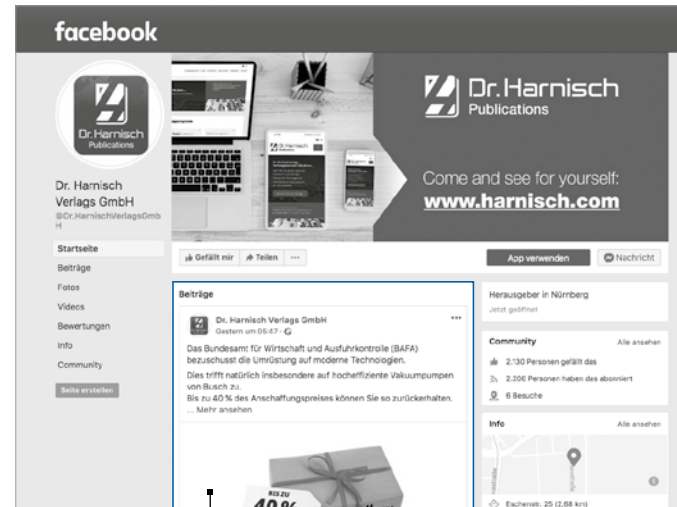 facebook
Dr. Harnisch
Publications
Dr. Harnisch
Verlags GmbH
@Dr.HarnischVerlagsGmb
H
Startseite
Beiträge
Fotos
Videos
Bewertungen
Info
Community
Seite erstellen
Dr. Harnisch
Publications
Come and see for yourself:
www.harnisch.com
Gefällt mir Teilen ...
App verwenden Nachricht
Beiträge
Dr. Harnisch Verlags GmbH ...
Gestern um 05:47 ·
Das Bundesamt für Wirtschaft und Ausfuhrkontrolle (BAFA)
bezuschusst die Umrüstung auf moderne Technologien.
Dies trifft natürlich insbesondere auf hocheffiziente Vakuumpumpen
von Busch zu.
Bis zu 40 % des Anschaffungspreises können Sie so zurückerhalten.
... Mehr ansehen
BIS ZU
40 %
Herausgeber in Nürnberg
Jetzt geöffnet
Community Alle ansehen
2.130 Personen gefällt das
2.206 Personen haben das abonniert
6 Besuche
Info Alle ansehen
Eschenstr. 25 (2,68 km)